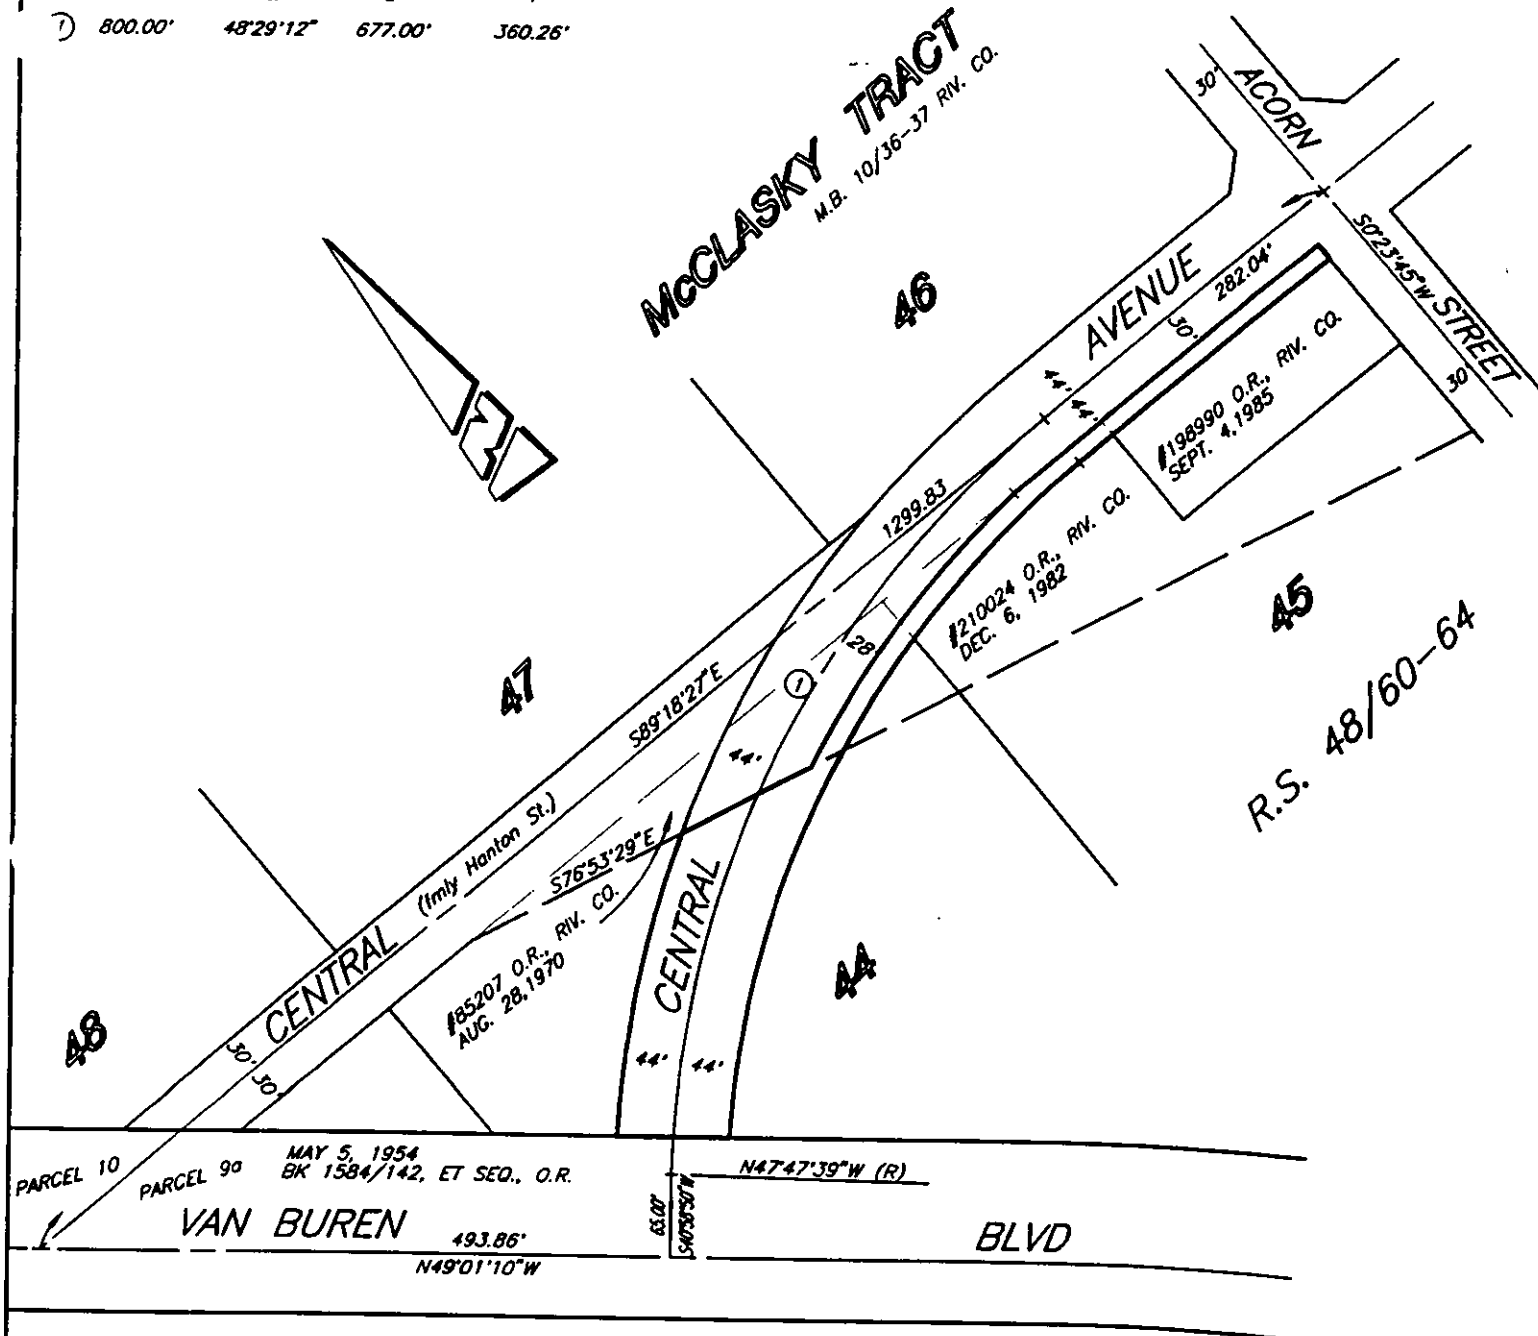 ① 800.00' 48°29'12" 677.00' 360.26'
McCLASKY TRACT
M.B. 10/36-37 RIV. CO.
30'
ACORN
S0°23'45"W STREET
30'
46
AVENUE
282.04'
30'
44'
44'
#198990 O.R., RIV. CO.
SEPT. 4, 1985
1299.83
#210024 O.R., RIV. CO.
DEC. 6, 1982
45
R.S. 48/60-64
28
①
47
S89°18'27"E
44'
(fmly Hanton St.)
S76°53'29"E
#85207 O.R., RIV. CO.
AUG. 28, 1970
CENTRAL
CENTRAL
44
48
30'
30'
44' 44'
PARCEL 10
PARCEL 9a
MAY 5, 1954
BK 1584/142, ET SEQ., O.R.
N47°47'39"W (R)
65.00'
S40°58'50"W
VAN BUREN BLVD
493.86'
N49°01'10"W